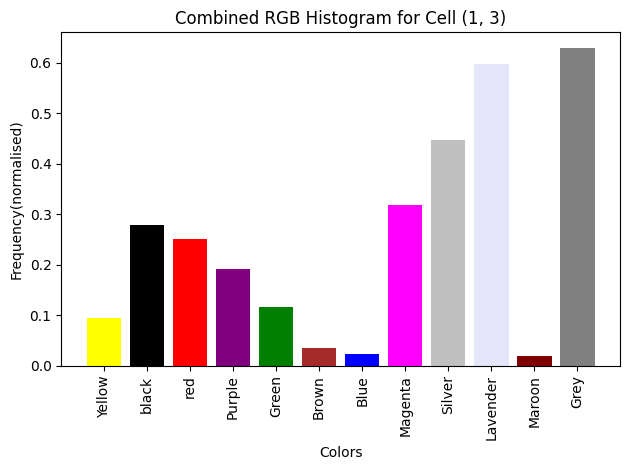 Combined RGB Histogram for Cell (1, 3)
Frequency(normalised)
0.6
0.5
0.4
0.3
0.2
0.1
0.0
Yellow
black
red
Purple
Green
Brown
Blue
Magenta
Silver
Lavender
Maroon
Grey
Colors